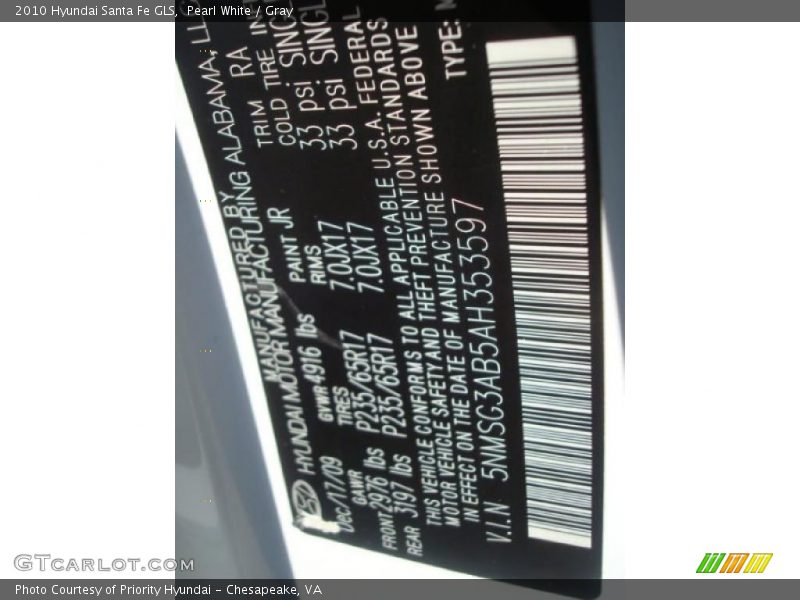 2010 Hyundai Santa Fe GLS, Pearl White / Gray
MANUFACTURED BY
HYUNDAI MOTOR MANUFACTURING ALABAMA, LLC
Dec/17/09 GVWR 4916 lbs PAINT JR TRIM RA
GAWR TIRES RIMS COLD TIRE
FRONT 2976 lbs P235/65R17 7.0JX17 33 psi
REAR 3197 lbs P235/65R17 7.0JX17 33 psi
THIS VEHICLE CONFORMS TO ALL APPLICABLE U.S.A. FEDERAL
MOTOR VEHICLE SAFETY AND THEFT PREVENTION STANDARDS
IN EFFECT ON THE DATE OF MANUFACTURE SHOWN ABOVE
V.I.N 5NMSG3AB5AH353597 TYPE:
GTCARLOT.COM
Photo Courtesy of Priority Hyundai – Chesapeake, VA